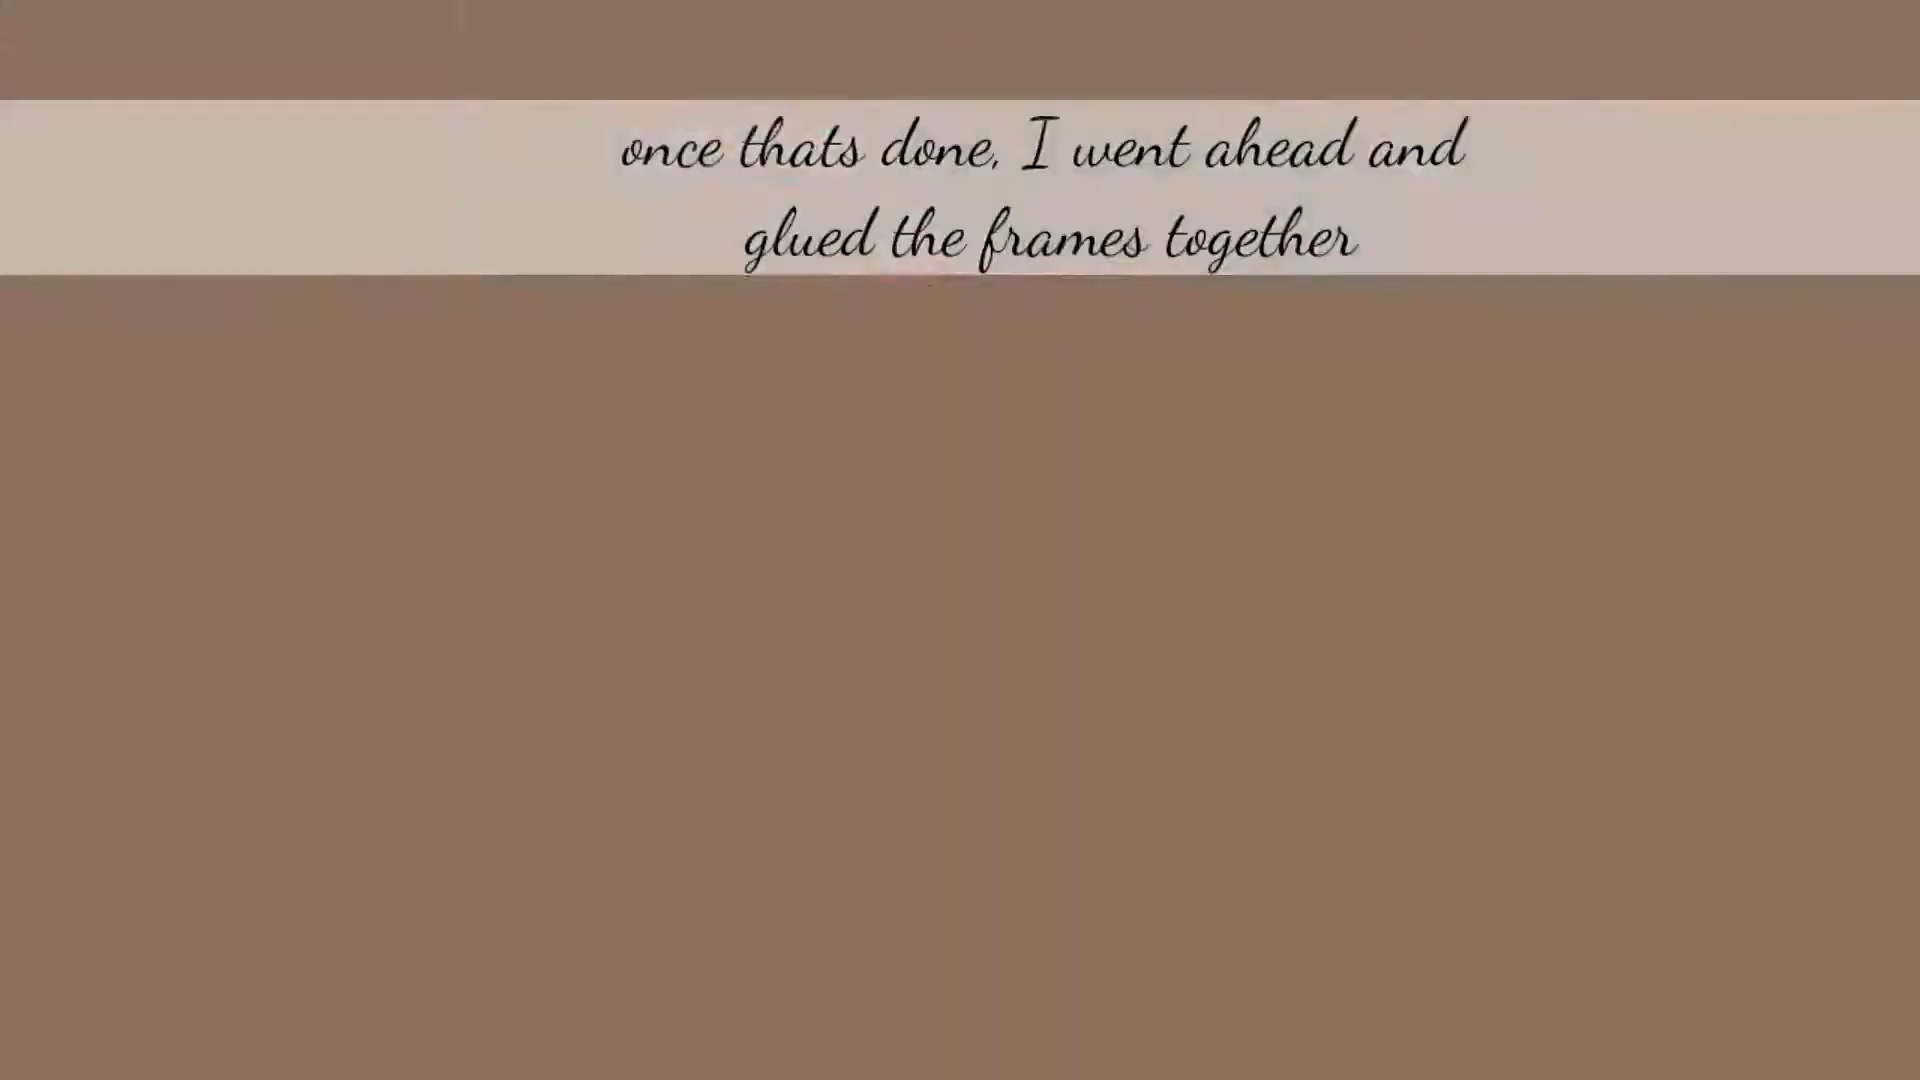 once thats done, I went ahead and
glued the frames together